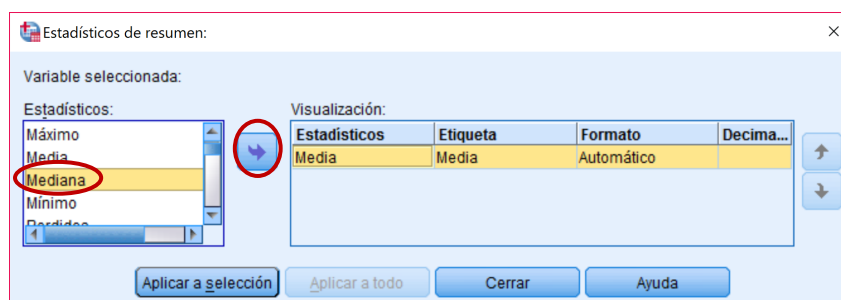 Estadísticos de resumen:
Variable seleccionada:
Estadísticos:
Máximo
Media
Mediana
Mínimo
Perdidos
Visualización:
Estadísticos Etiqueta Formato Decima...
Media Media Automático
Aplicar a selección Aplicar a todo Cerrar Ayuda